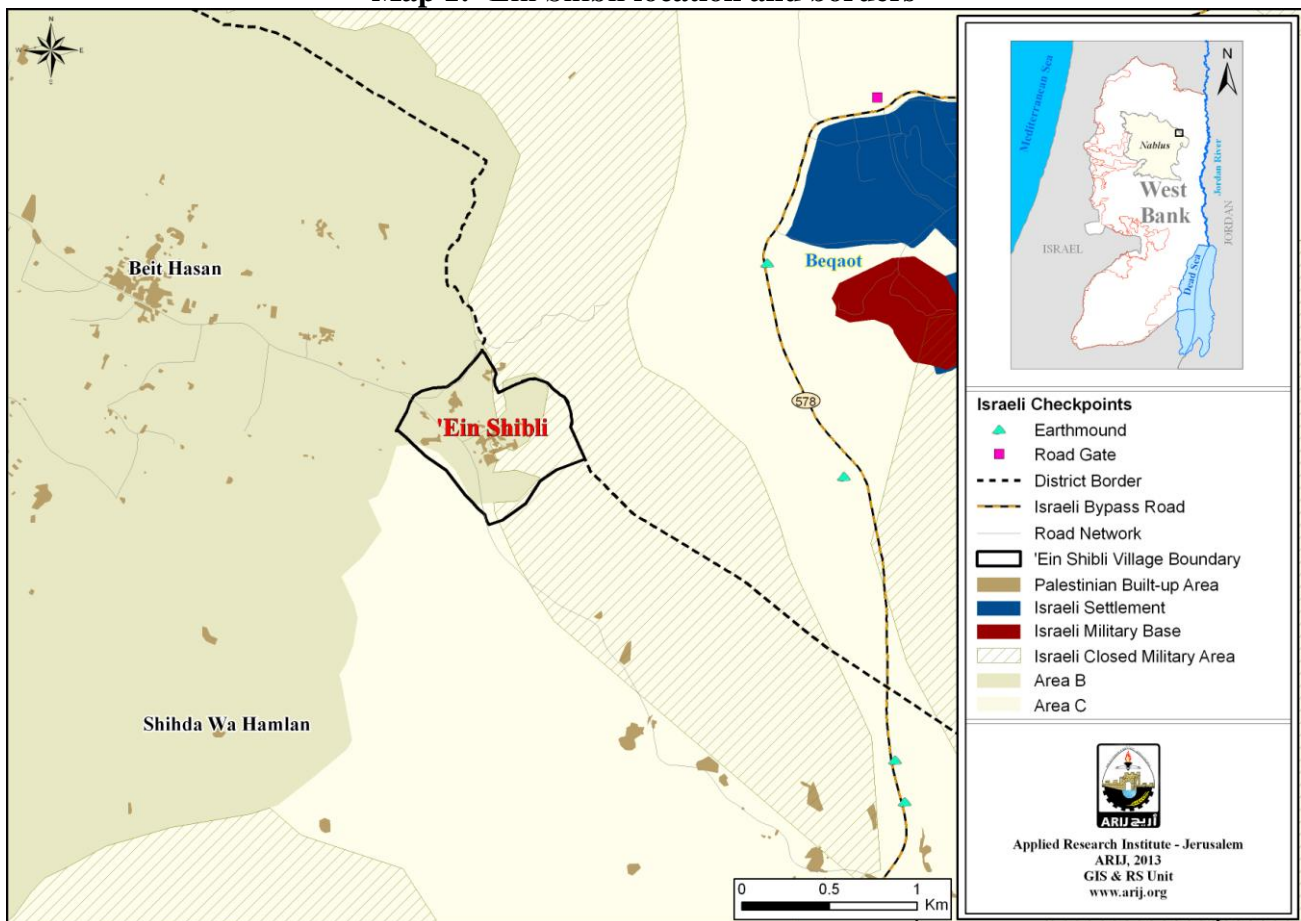 N
W
E
S
Beit Hasan
'Ein Shibli
Shihda Wa Hamlan
Beqaot
578
0 0.5 1
Km
N
Mediterranean Sea
Nablus
West
Bank
Jordan River
JORDAN
ISRAEL
Dead Sea
Israeli Checkpoints
Earthmound
Road Gate
District Border
Israeli Bypass Road
Road Network
'Ein Shibli Village Boundary
Palestinian Built-up Area
Israeli Settlement
Israeli Military Base
Israeli Closed Military Area
Area B
Area C
ARIJ أريج
Applied Research Institute - Jerusalem
ARIJ, 2013
GIS & RS Unit
www.arij.org